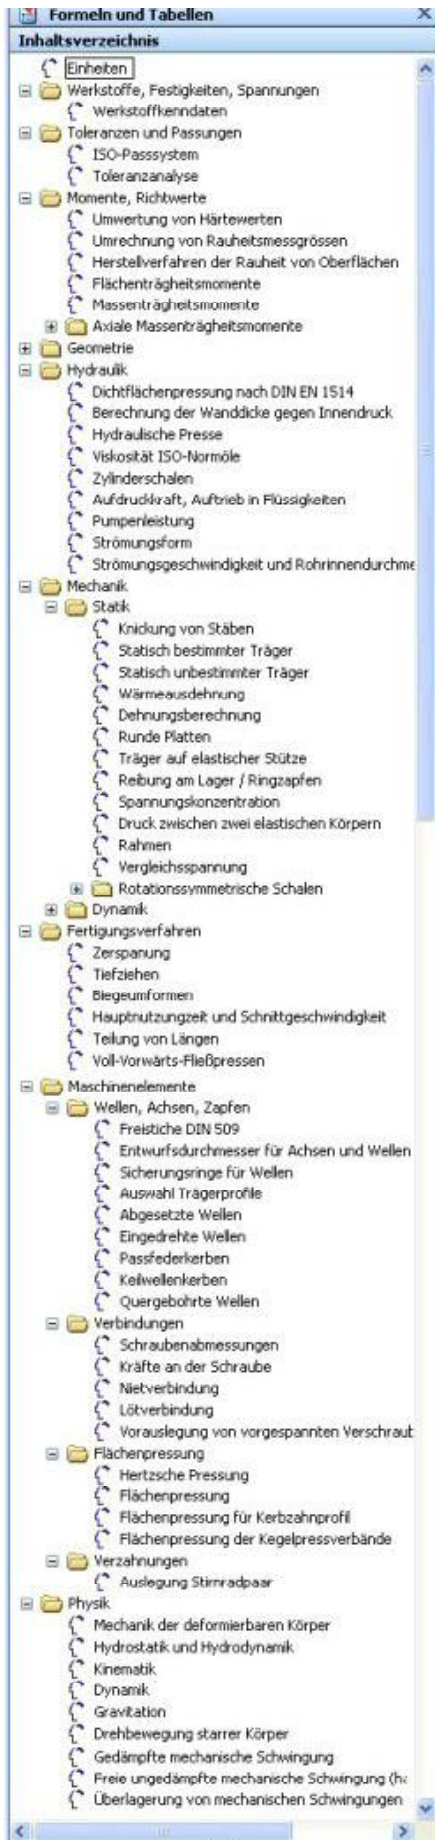 Formeln und Tabellen
Inhaltsverzeichnis
Einheiten
Werkstoffe, Festigkeiten, Spannungen
Werkstoffkenndaten
Toleranzen und Passungen
ISO-Passsystem
Toleranzanalyse
Momente, Richtwerte
Umwertung von Härtewerten
Umrechnung von Rauheitsmessgrössen
Herstellverfahren der Rauheit von Oberflächen
Flächenträgheitsmomente
Massenträgheitsmomente
Axiale Massenträgheitsmomente
Geometrie
Hydraulik
Dichtflächenpressung nach DIN EN 1514
Berechnung der Wanddicke gegen Innendruck
Hydraulische Presse
Viskosität ISO-Normöle
Zylinderschalen
Aufdruckkraft, Auftrieb in Flüssigkeiten
Pumpenleistung
Strömungsform
Strömungsgeschwindigkeit und Rohrinnendurchme
Mechanik
Statik
Knickung von Stäben
Statisch bestimmter Träger
Statisch unbestimmter Träger
Wärmeausdehnung
Dehnungsberechnung
Runde Platten
Träger auf elastischer Stütze
Reibung am Lager / Ringzapfen
Spannungskonzentration
Druck zwischen zwei elastischen Körpern
Rahmen
Vergleichsspannung
Rotationssymmetrische Schalen
Dynamik
Fertigungsverfahren
Zerspanung
Tiefziehen
Biegeumformen
Hauptnutzungzeit und Schnittgeschwindigkeit
Teilung von Längen
Voll-Vorwärts-Fließpressen
Maschinenelemente
Wellen, Achsen, Zapfen
Freistiche DIN 509
Entwurfsdurchmesser für Achsen und Wellen
Sicherungsringe für Wellen
Auswahl Trägerprofile
Abgesetzte Wellen
Eingedrehte Wellen
Passfederkerben
Keilwellenkerben
Quergebohrte Wellen
Verbindungen
Schraubenabmessungen
Kräfte an der Schraube
Nietverbindung
Lötverbindung
Vorauslegung von vorgespannten Verschraut
Flächenpressung
Hertzsche Pressung
Flächenpressung
Flächenpressung für Kerbzahnprofil
Flächenpressung der Kegelpressverbände
Verzahnungen
Auslegung Stirnradpaar
Physik
Mechanik der deformierbaren Körper
Hydrostatik und Hydrodynamik
Kinematik
Dynamik
Gravitation
Drehbewegung starrer Körper
Gedämpfte mechanische Schwingung
Freie ungedämpfte mechanische Schwingung (ha
Überlagerung von mechanischen Schwingungen